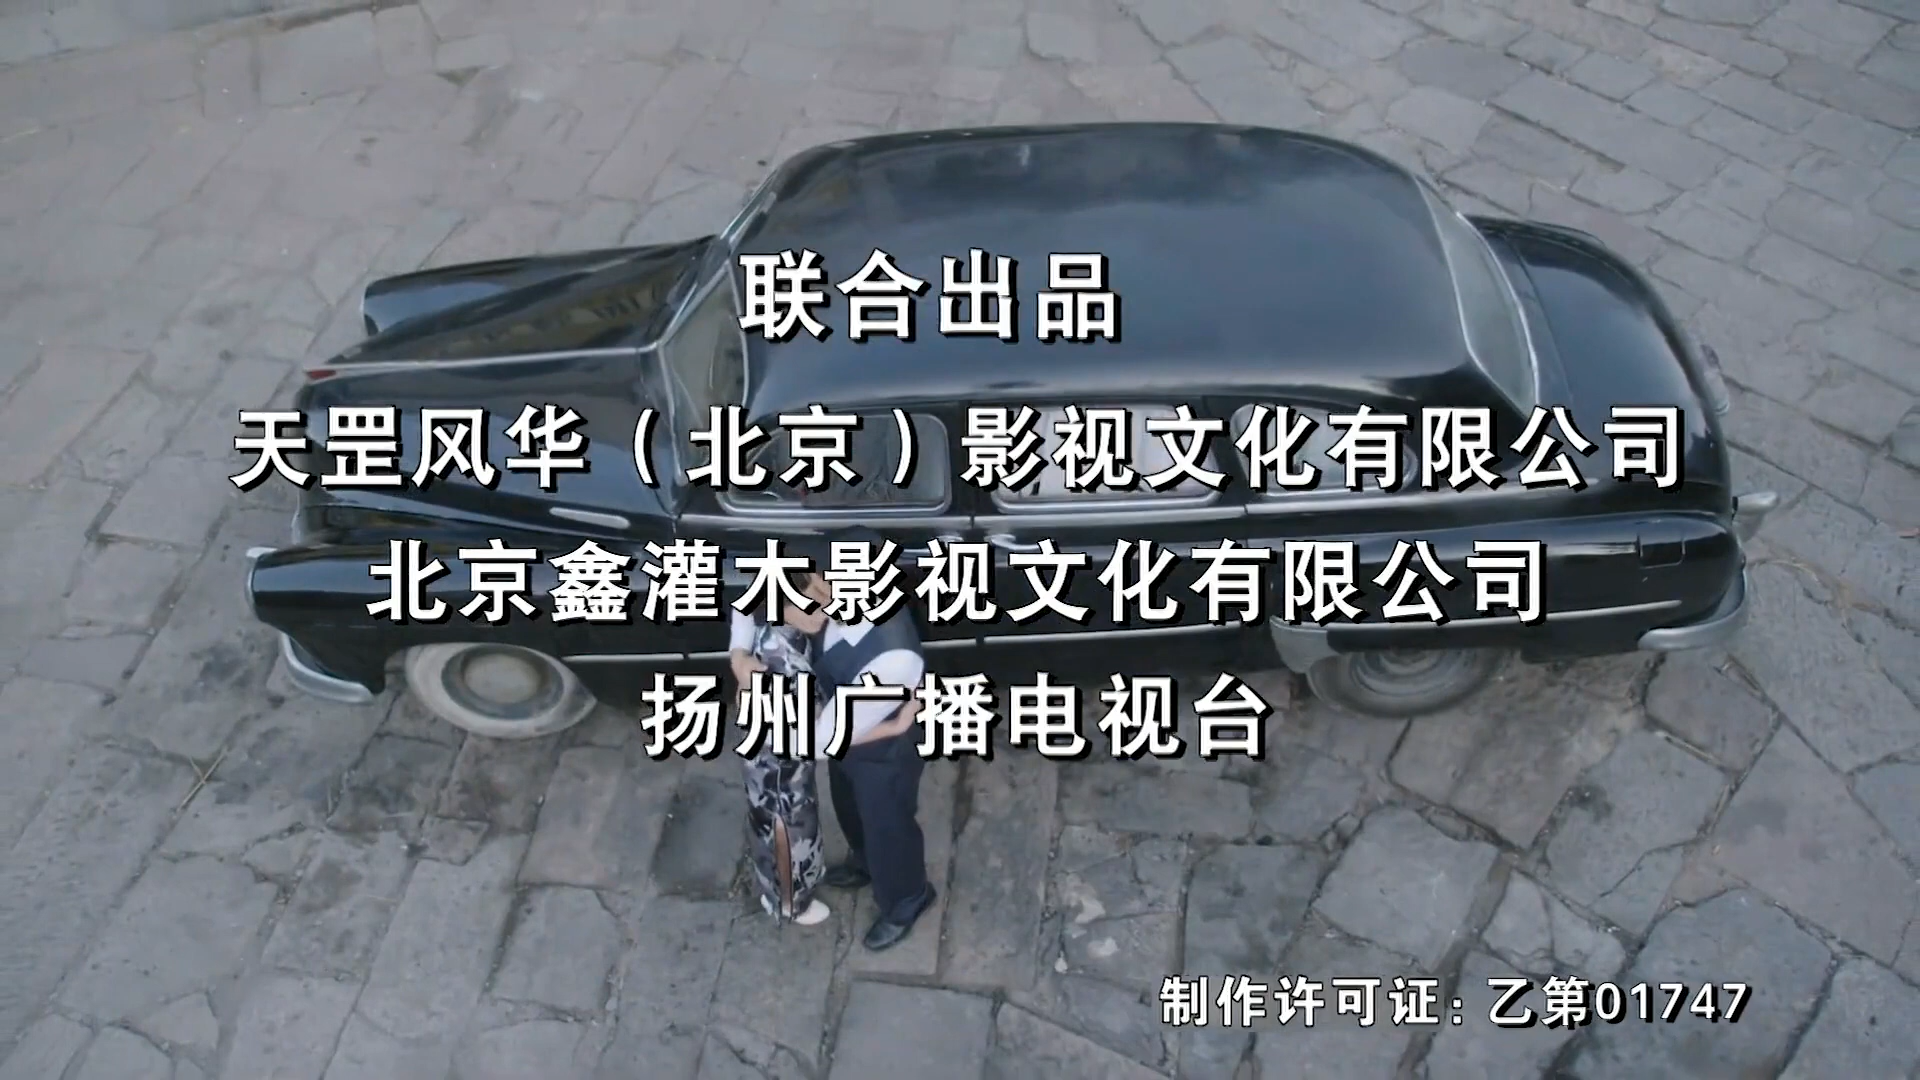 联合出品
天罡风华（北京）影视文化有限公司
北京鑫灌木影视文化有限公司
扬州广播电视台
制作许可证：乙第01747